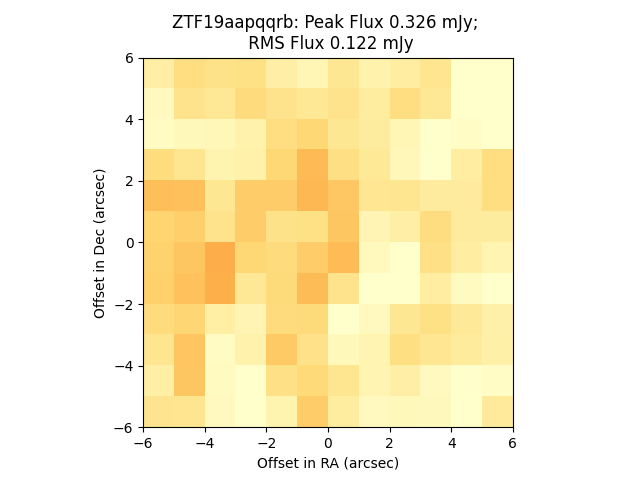 ZTF19aapqqrb: Peak Flux 0.326 mJy;
RMS Flux 0.122 mJy
6
4
2
0
−2
−4
−6
Offset in Dec (arcsec)
−6 −4 −2 0 2 4 6
Offset in RA (arcsec)